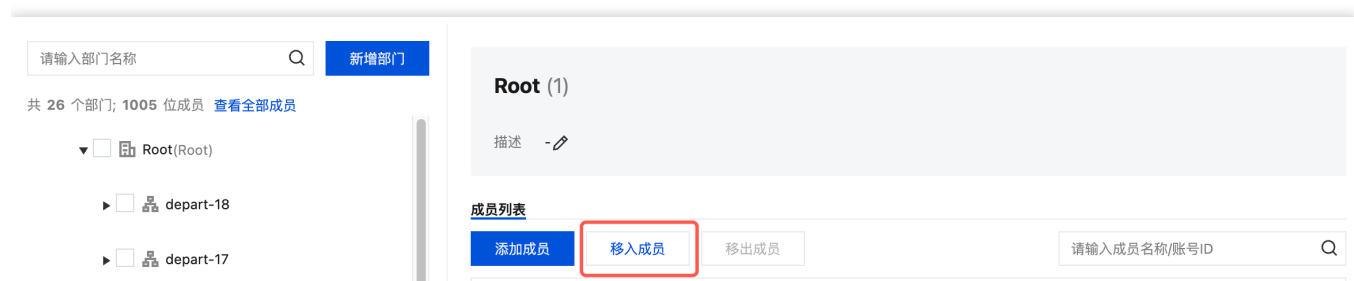 请输入部门名称
新增部门
共 26 个部门; 1005 位成员 查看全部成员
Root(Root)
depart-18
depart-17
Root (1)
描述 -
成员列表
添加成员 移入成员 移出成员 请输入成员名称/账号ID